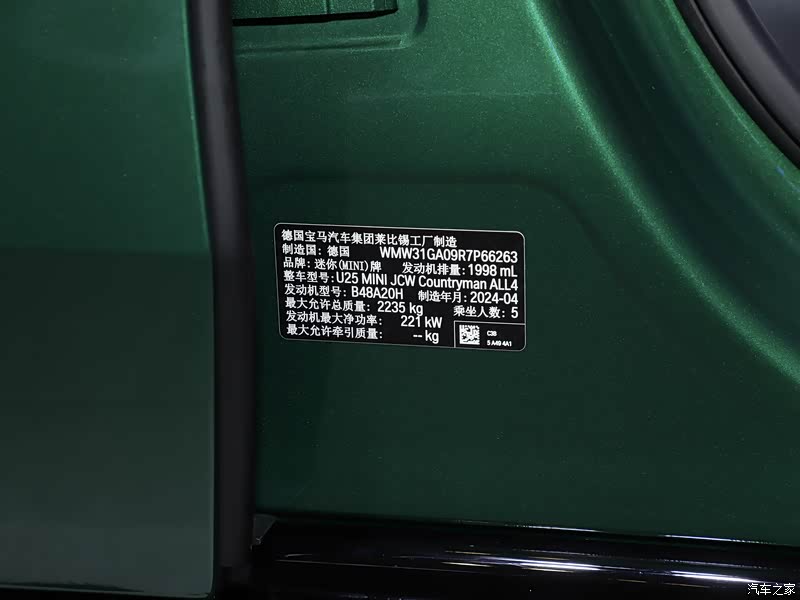 德国宝马汽车集团莱比锡工厂制造
制造国：德国 WMW31GA09R7P66263
品牌：迷你(MINI)牌 发动机排量：1998 mL
整车型号：U25 MINI JCW Countryman ALL4
发动机型号：B48A20H 制造年月：2024-04
最大允许总质量：2235 kg 乘坐人数：5
发动机最大净功率：221 kW
最大允许牵引质量：-- kg
C3B
5 A49 4A1
汽车之家